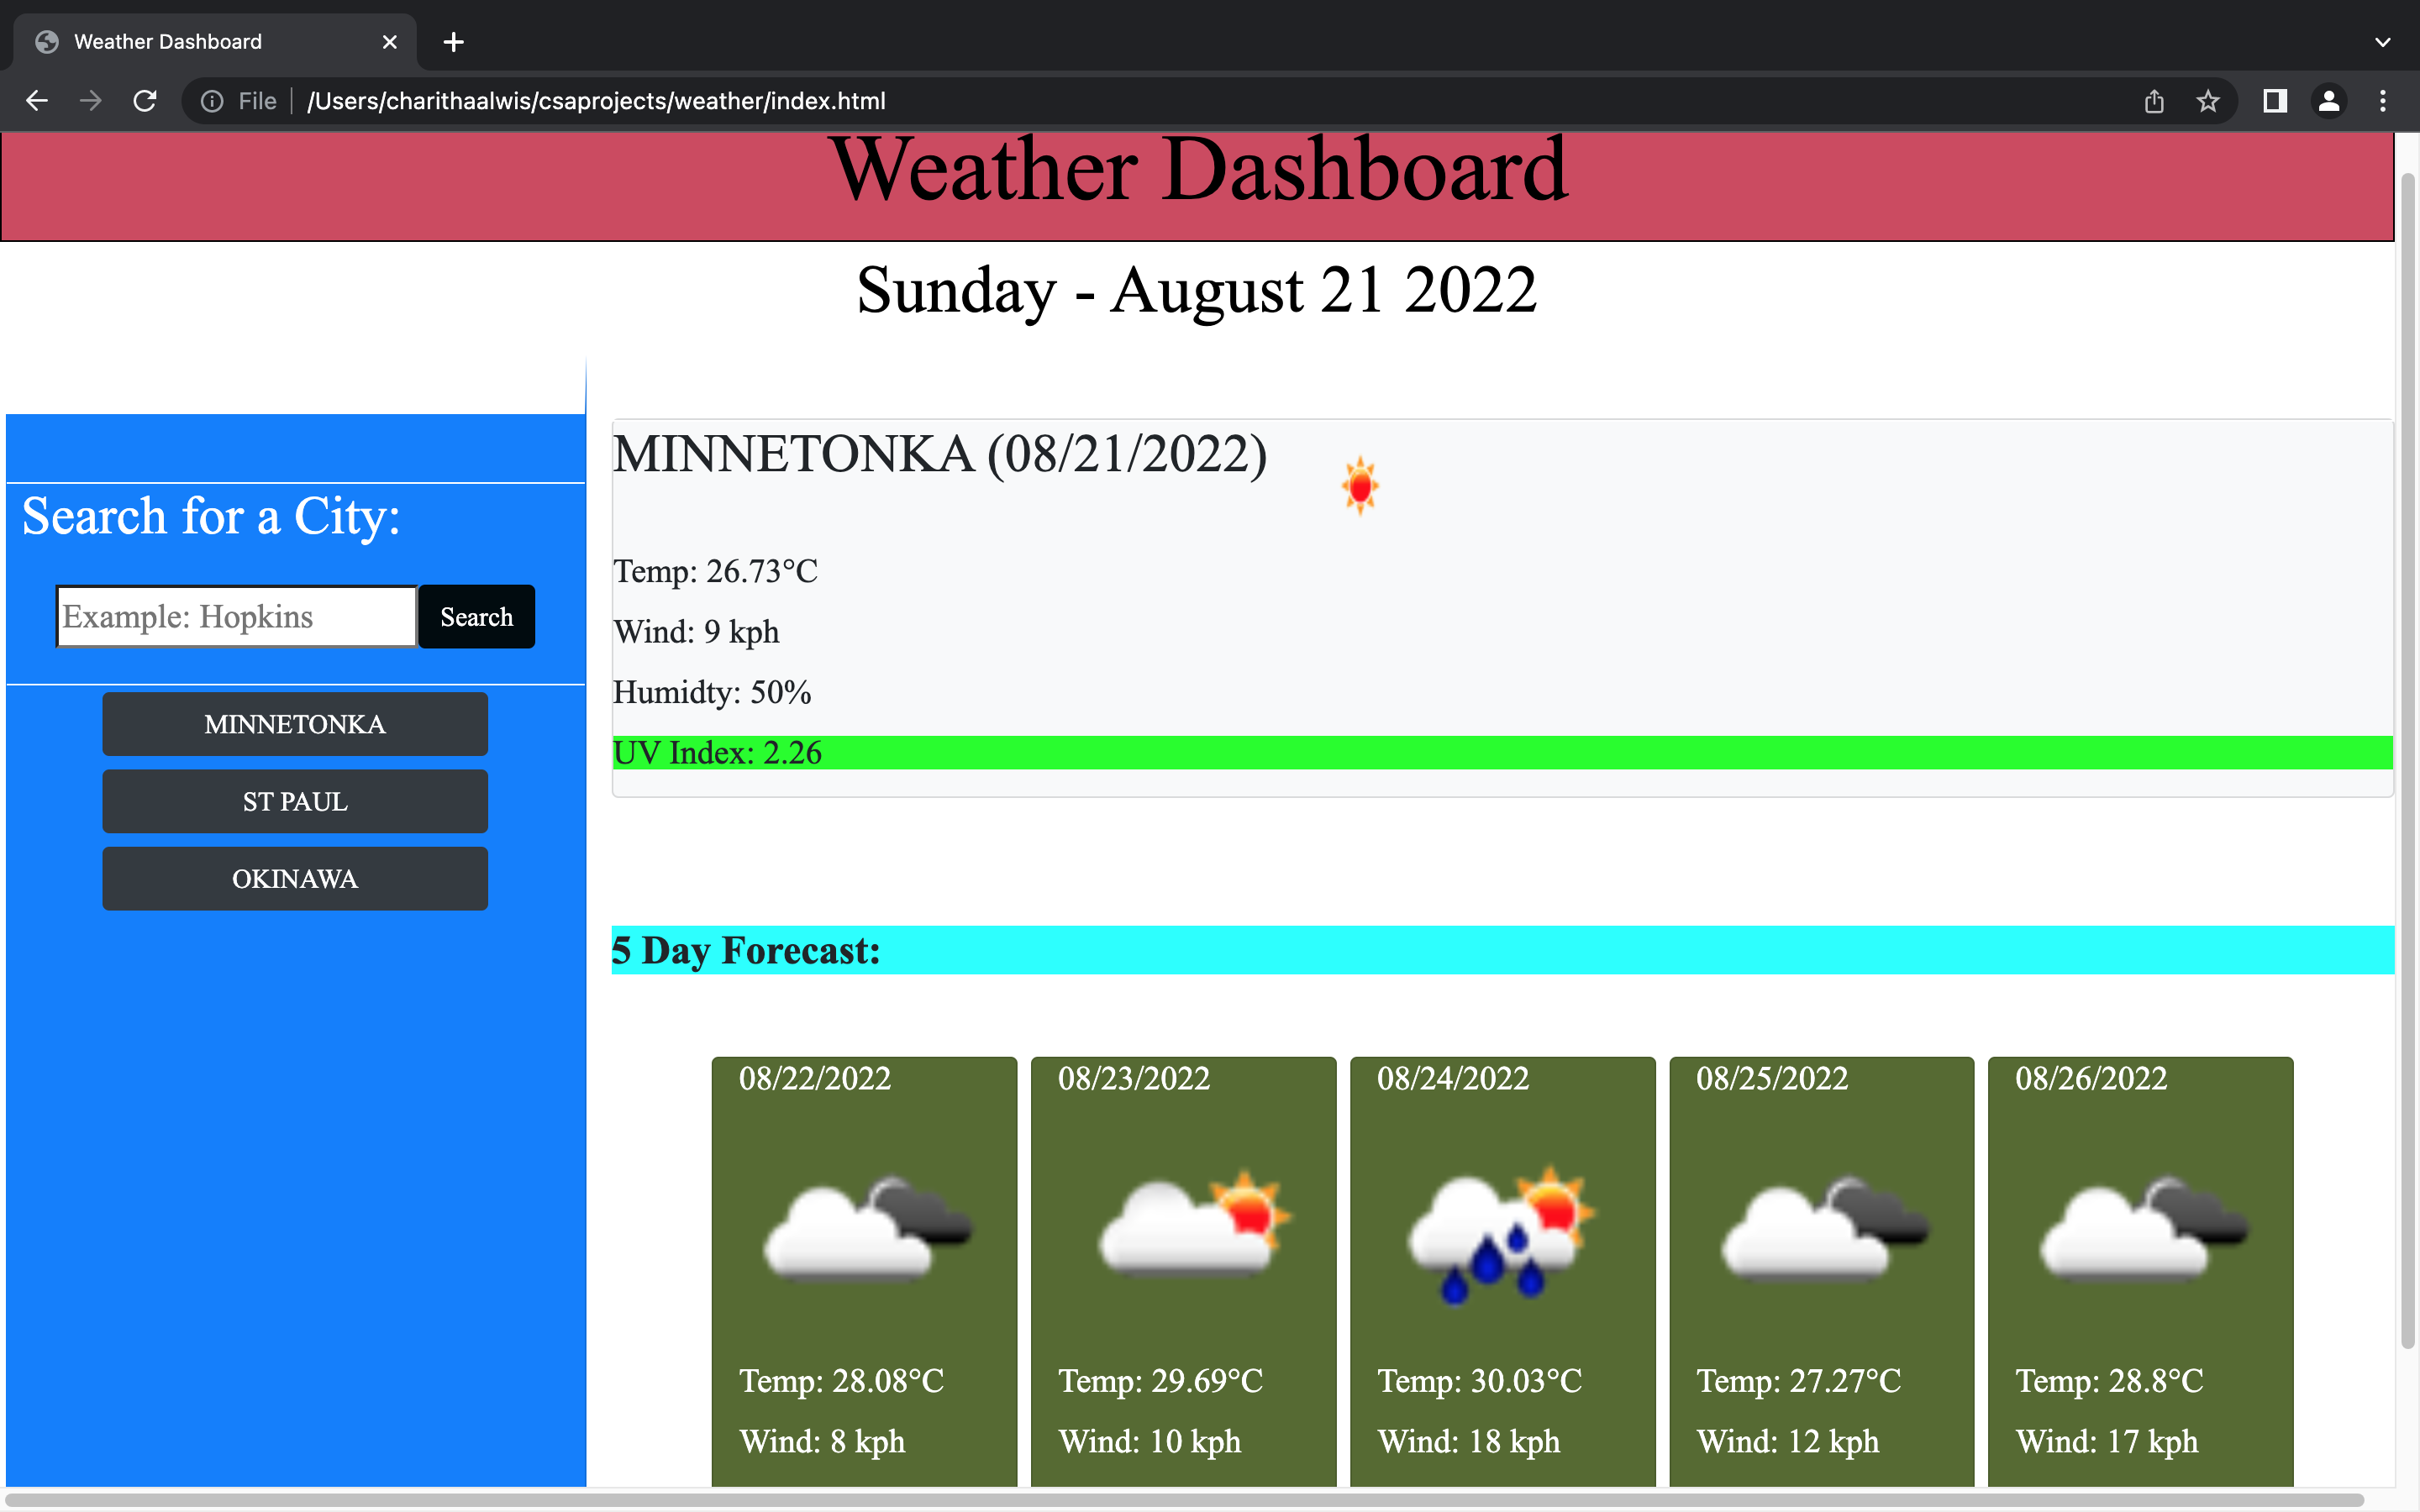 Weather Dashboard
File
/Users/charithaalwis/csaprojects/weather/index.html
Weather Dashboard
Sunday - August 21 2022
Search for a City:
Example: Hopkins
Search
MINNETONKA
ST PAUL
OKINAWA
MINNETONKA (08/21/2022)
Temp: 26.73°C
Wind: 9 kph
Humidty: 50%
UV Index: 2.26
5 Day Forecast:
08/22/2022
Temp: 28.08°C
Wind: 8 kph
08/23/2022
Temp: 29.69°C
Wind: 10 kph
08/24/2022
Temp: 30.03°C
Wind: 18 kph
08/25/2022
Temp: 27.27°C
Wind: 12 kph
08/26/2022
Temp: 28.8°C
Wind: 17 kph